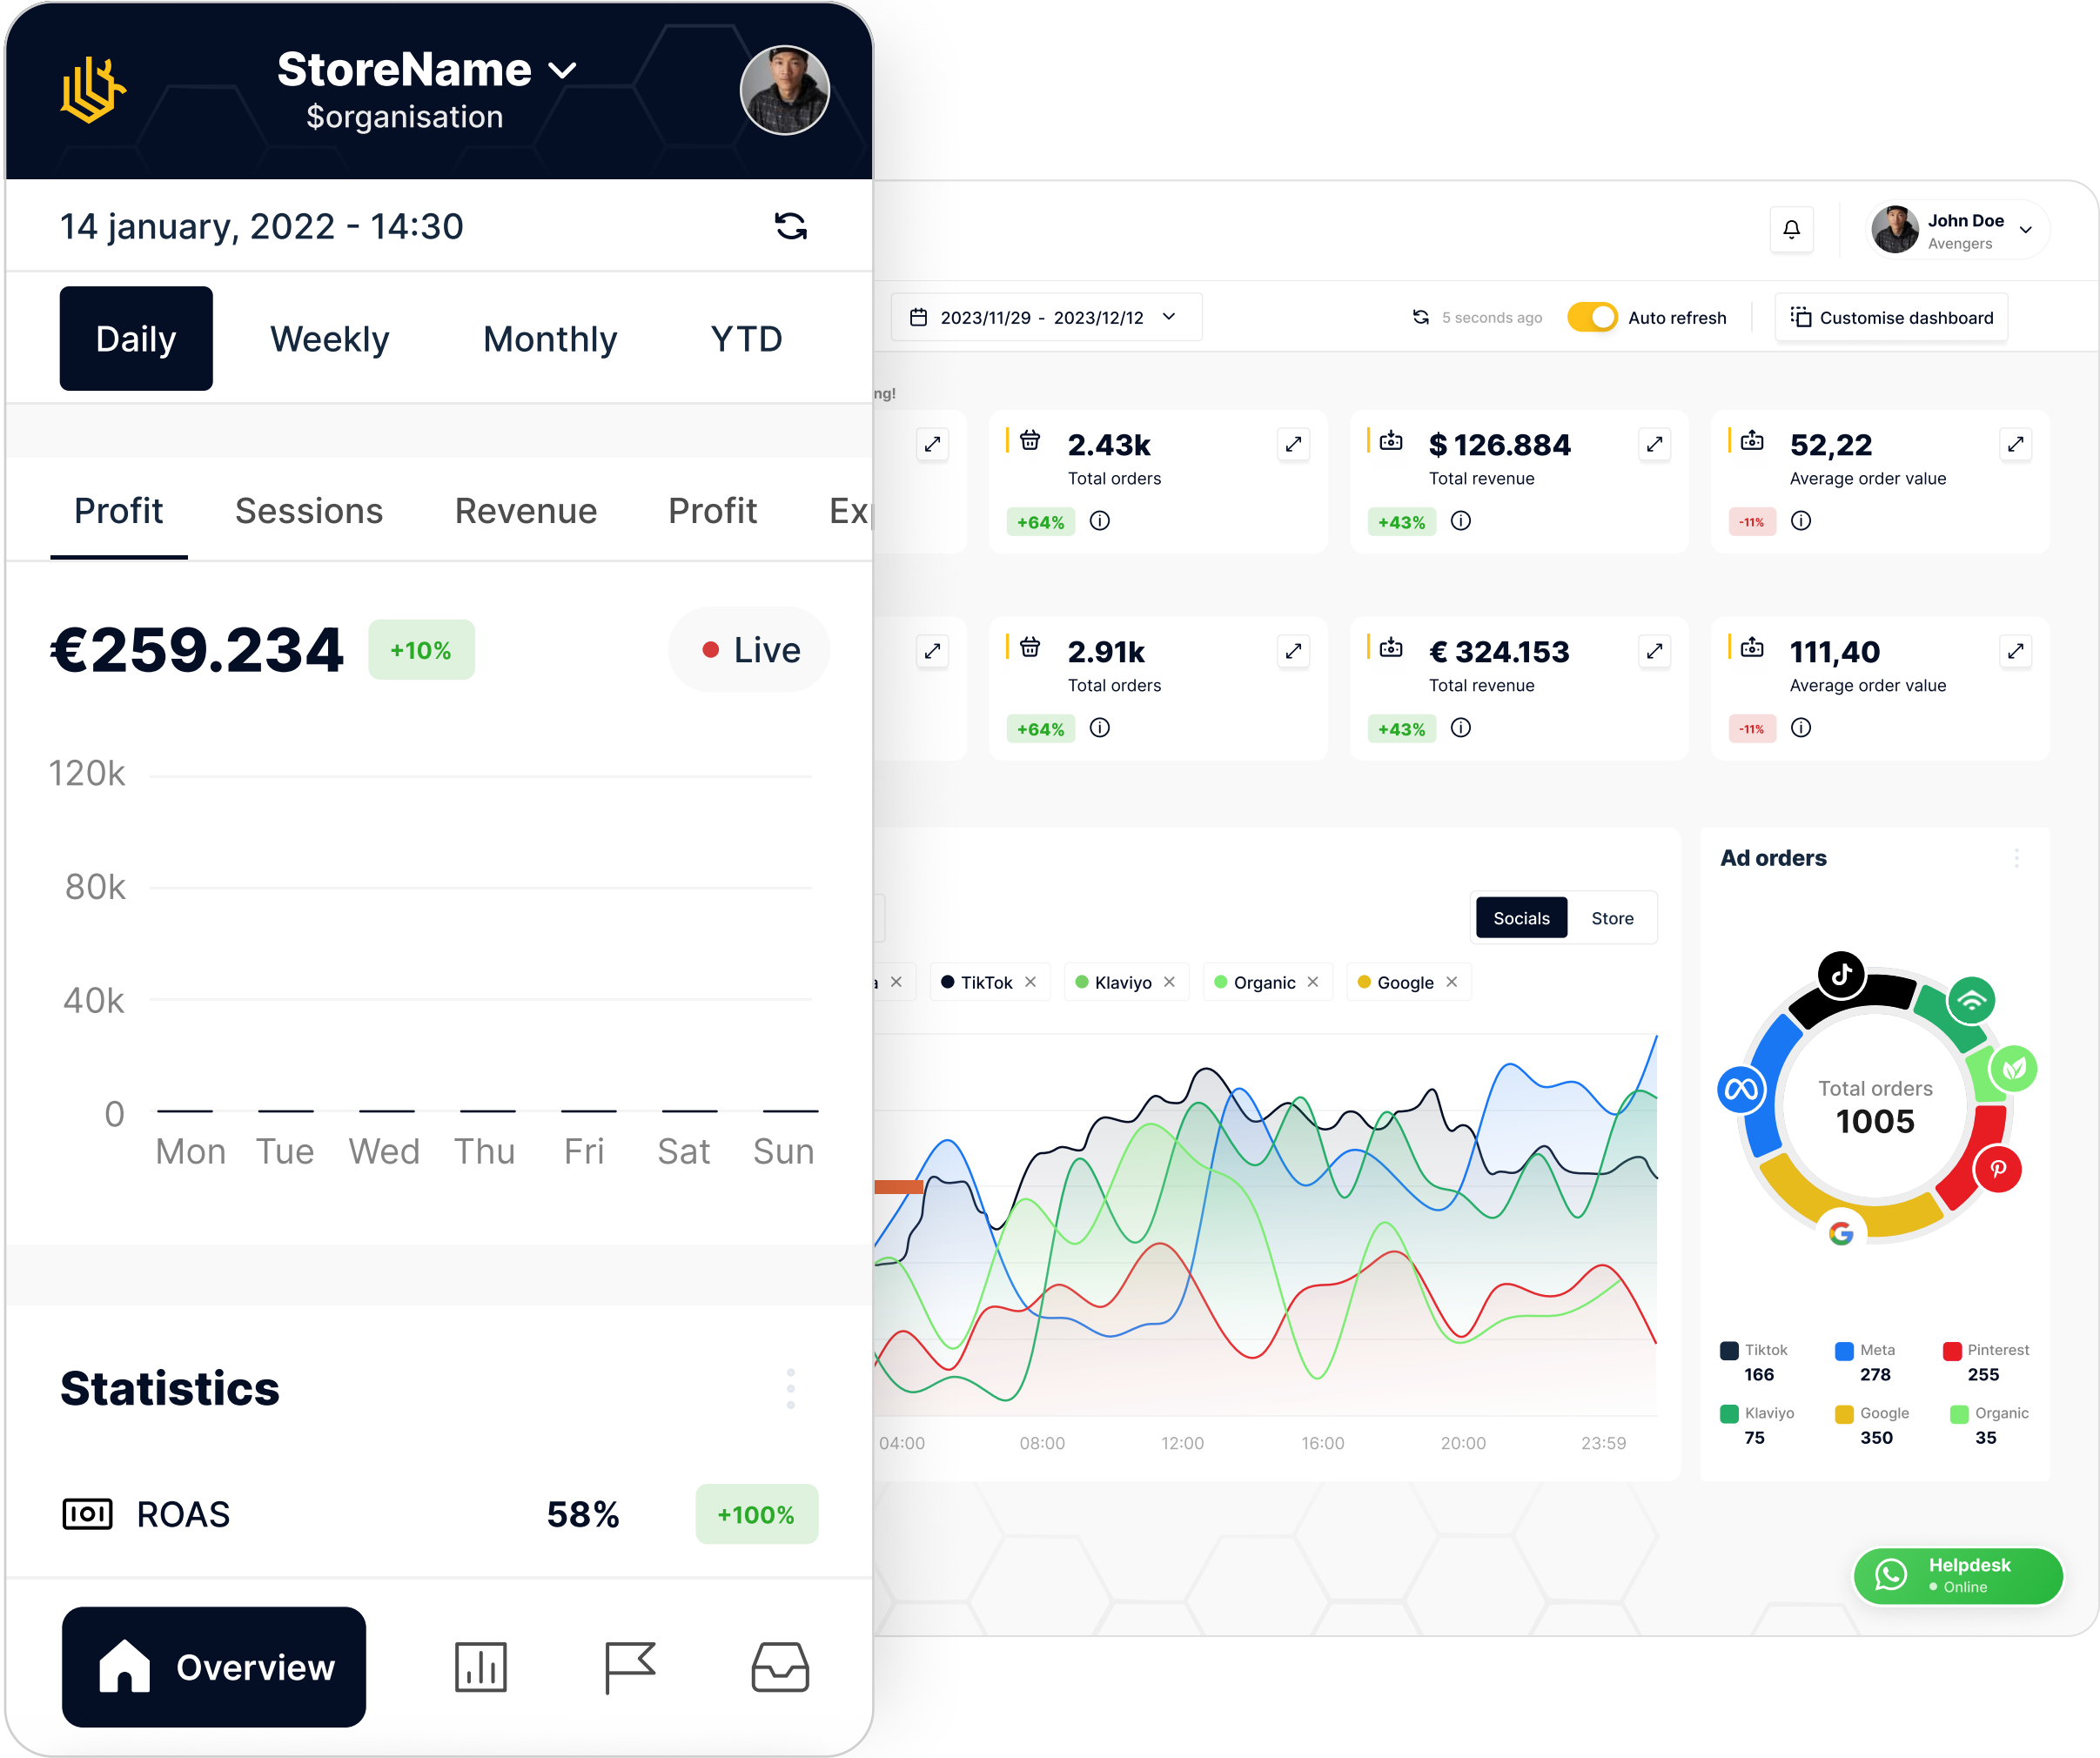 StoreName
$organisation
14 january, 2022 - 14:30
Daily Weekly Monthly YTD
Profit Sessions Revenue Profit Exp
€259.234 +10% Live
120k
80k
40k
0
Mon Tue Wed Thu Fri Sat Sun
Statistics
ROAS 58% +100%
Overview
John Doe
Avengers
2023/11/29 - 2023/12/12
5 seconds ago Auto refresh
Customise dashboard
ng!
2.43k
Total orders
+64%
$ 126.884
Total revenue
+43%
52,22
Average order value
-11%
2.91k
Total orders
+64%
€ 324.153
Total revenue
+43%
111,40
Average order value
-11%
Socials Store
a TikTok Klaviyo Organic Google
04:00 08:00 12:00 16:00 20:00 23:59
Ad orders
Total orders
1005
Tiktok Meta Pinterest
166 278 255
Klaviyo Google Organic
75 350 35
Helpdesk
Online